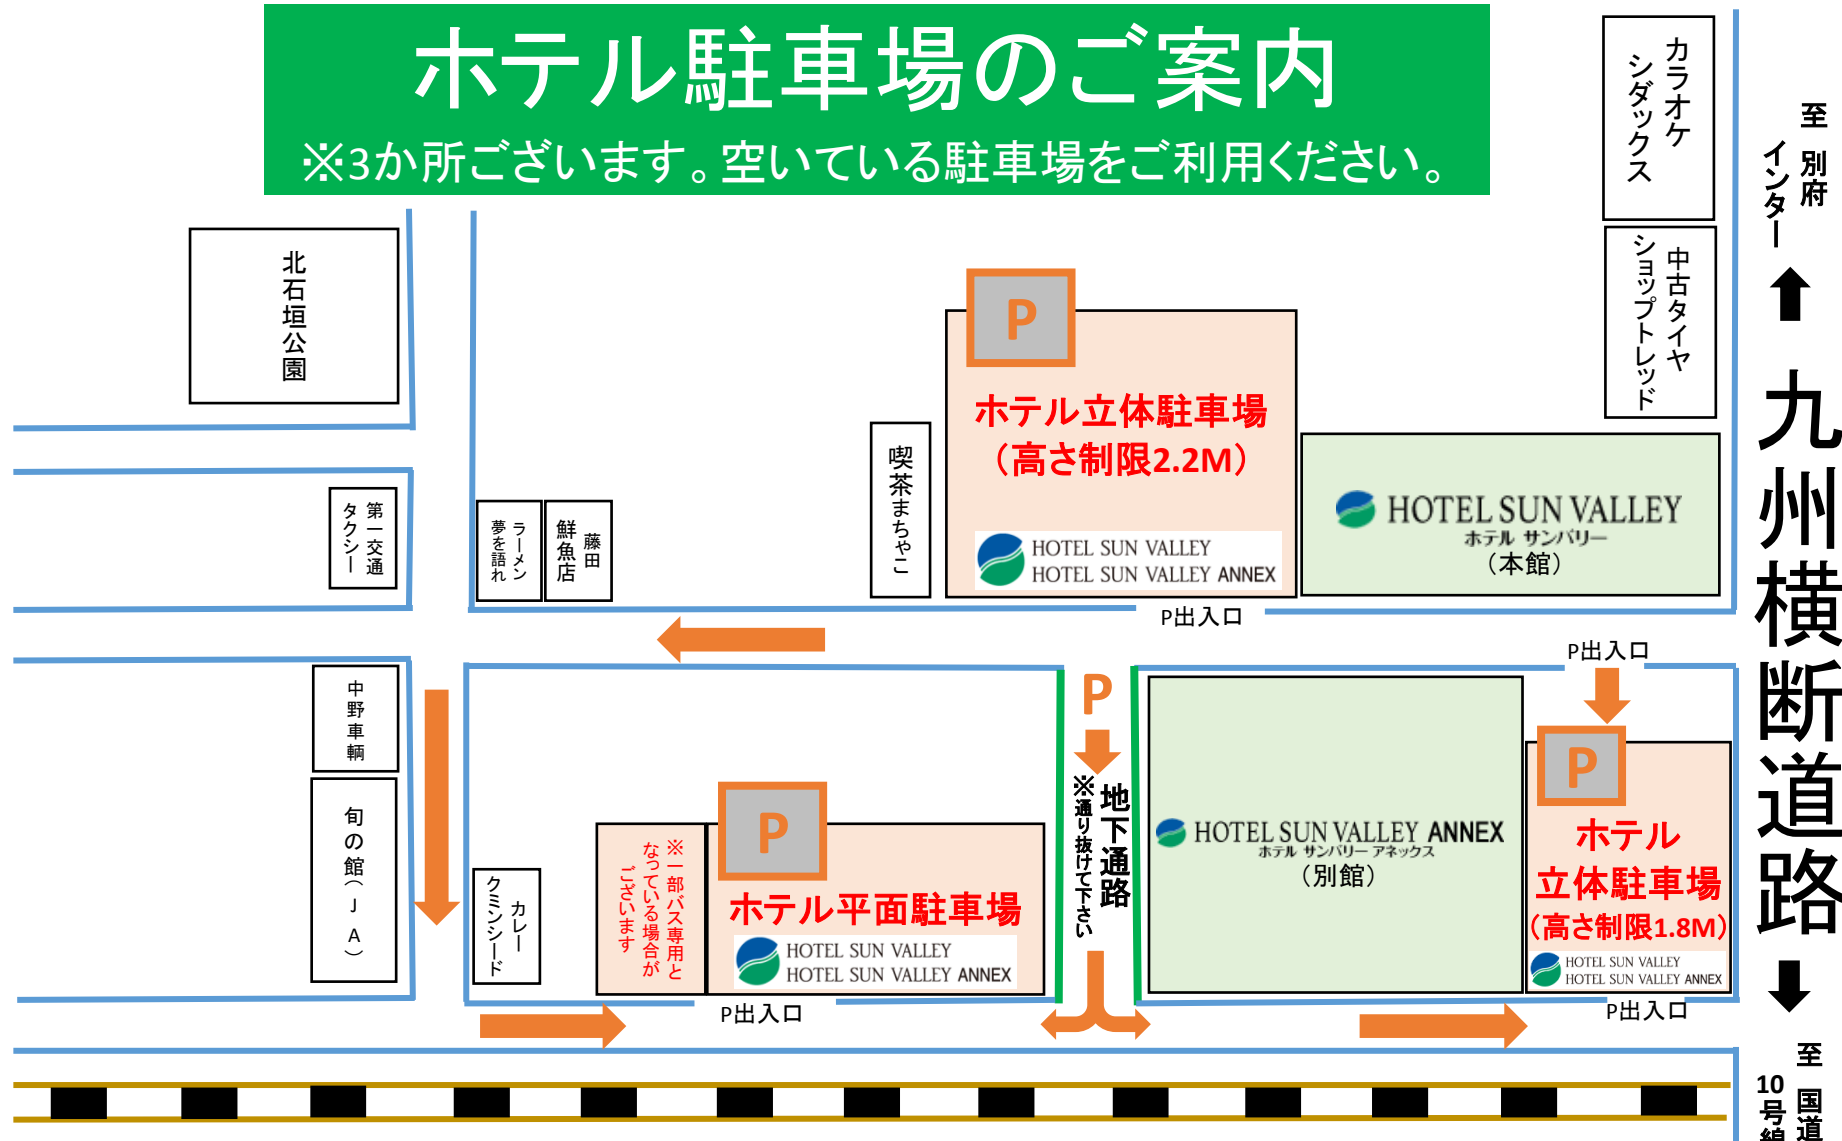 ホテル駐車場のご案内
※3か所ございます。空いている駐車場をご利用ください。
カラオケ
シダックス
至 別府
インター
中古タイヤ
ショップトレッド
北石垣公園
P
ホテル立体駐車場
（高さ制限2.2M）
HOTEL SUN VALLEY
HOTEL SUN VALLEY ANNEX
喫茶まちゃこ
HOTEL SUN VALLEY
ホテル サンバリー
（本館）
九州横断道路
第一交通
タクシー
ラーメン
夢を語れ
藤田
鮮魚店
P出入口
P出入口
中野車輌
旬の館（JA）
カレー
クミンシード
※一部バス専用と
なっている場合が
ございます
P
ホテル平面駐車場
HOTEL SUN VALLEY
HOTEL SUN VALLEY ANNEX
P出入口
P
地下通路
※通り抜けて下さい
HOTEL SUN VALLEY ANNEX
ホテル サンバリー アネックス
（別館）
P
ホテル
立体駐車場
（高さ制限1.8M）
HOTEL SUN VALLEY
HOTEL SUN VALLEY ANNEX
P出入口
至 国道
10号線